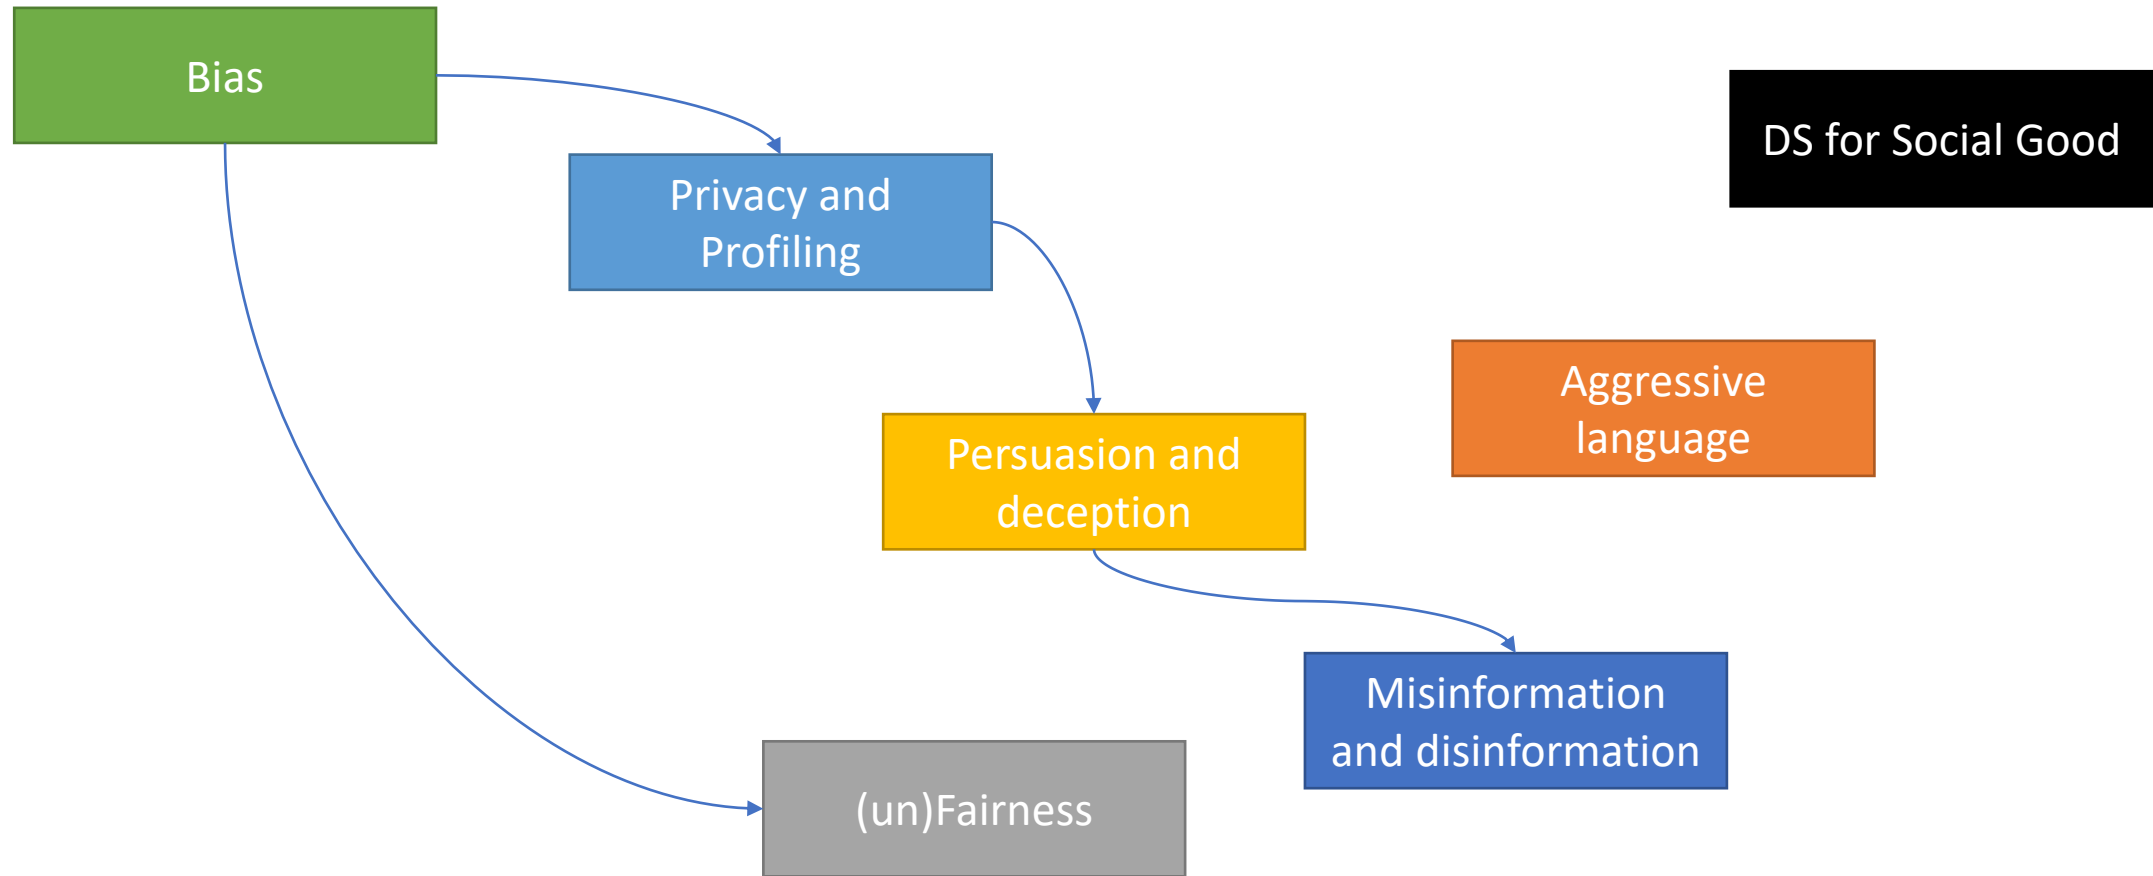 Bias
DS for Social Good
Privacy and
Profiling
Aggressive
language
Persuasion and
deception
Misinformation
and disinformation
(un)Fairness